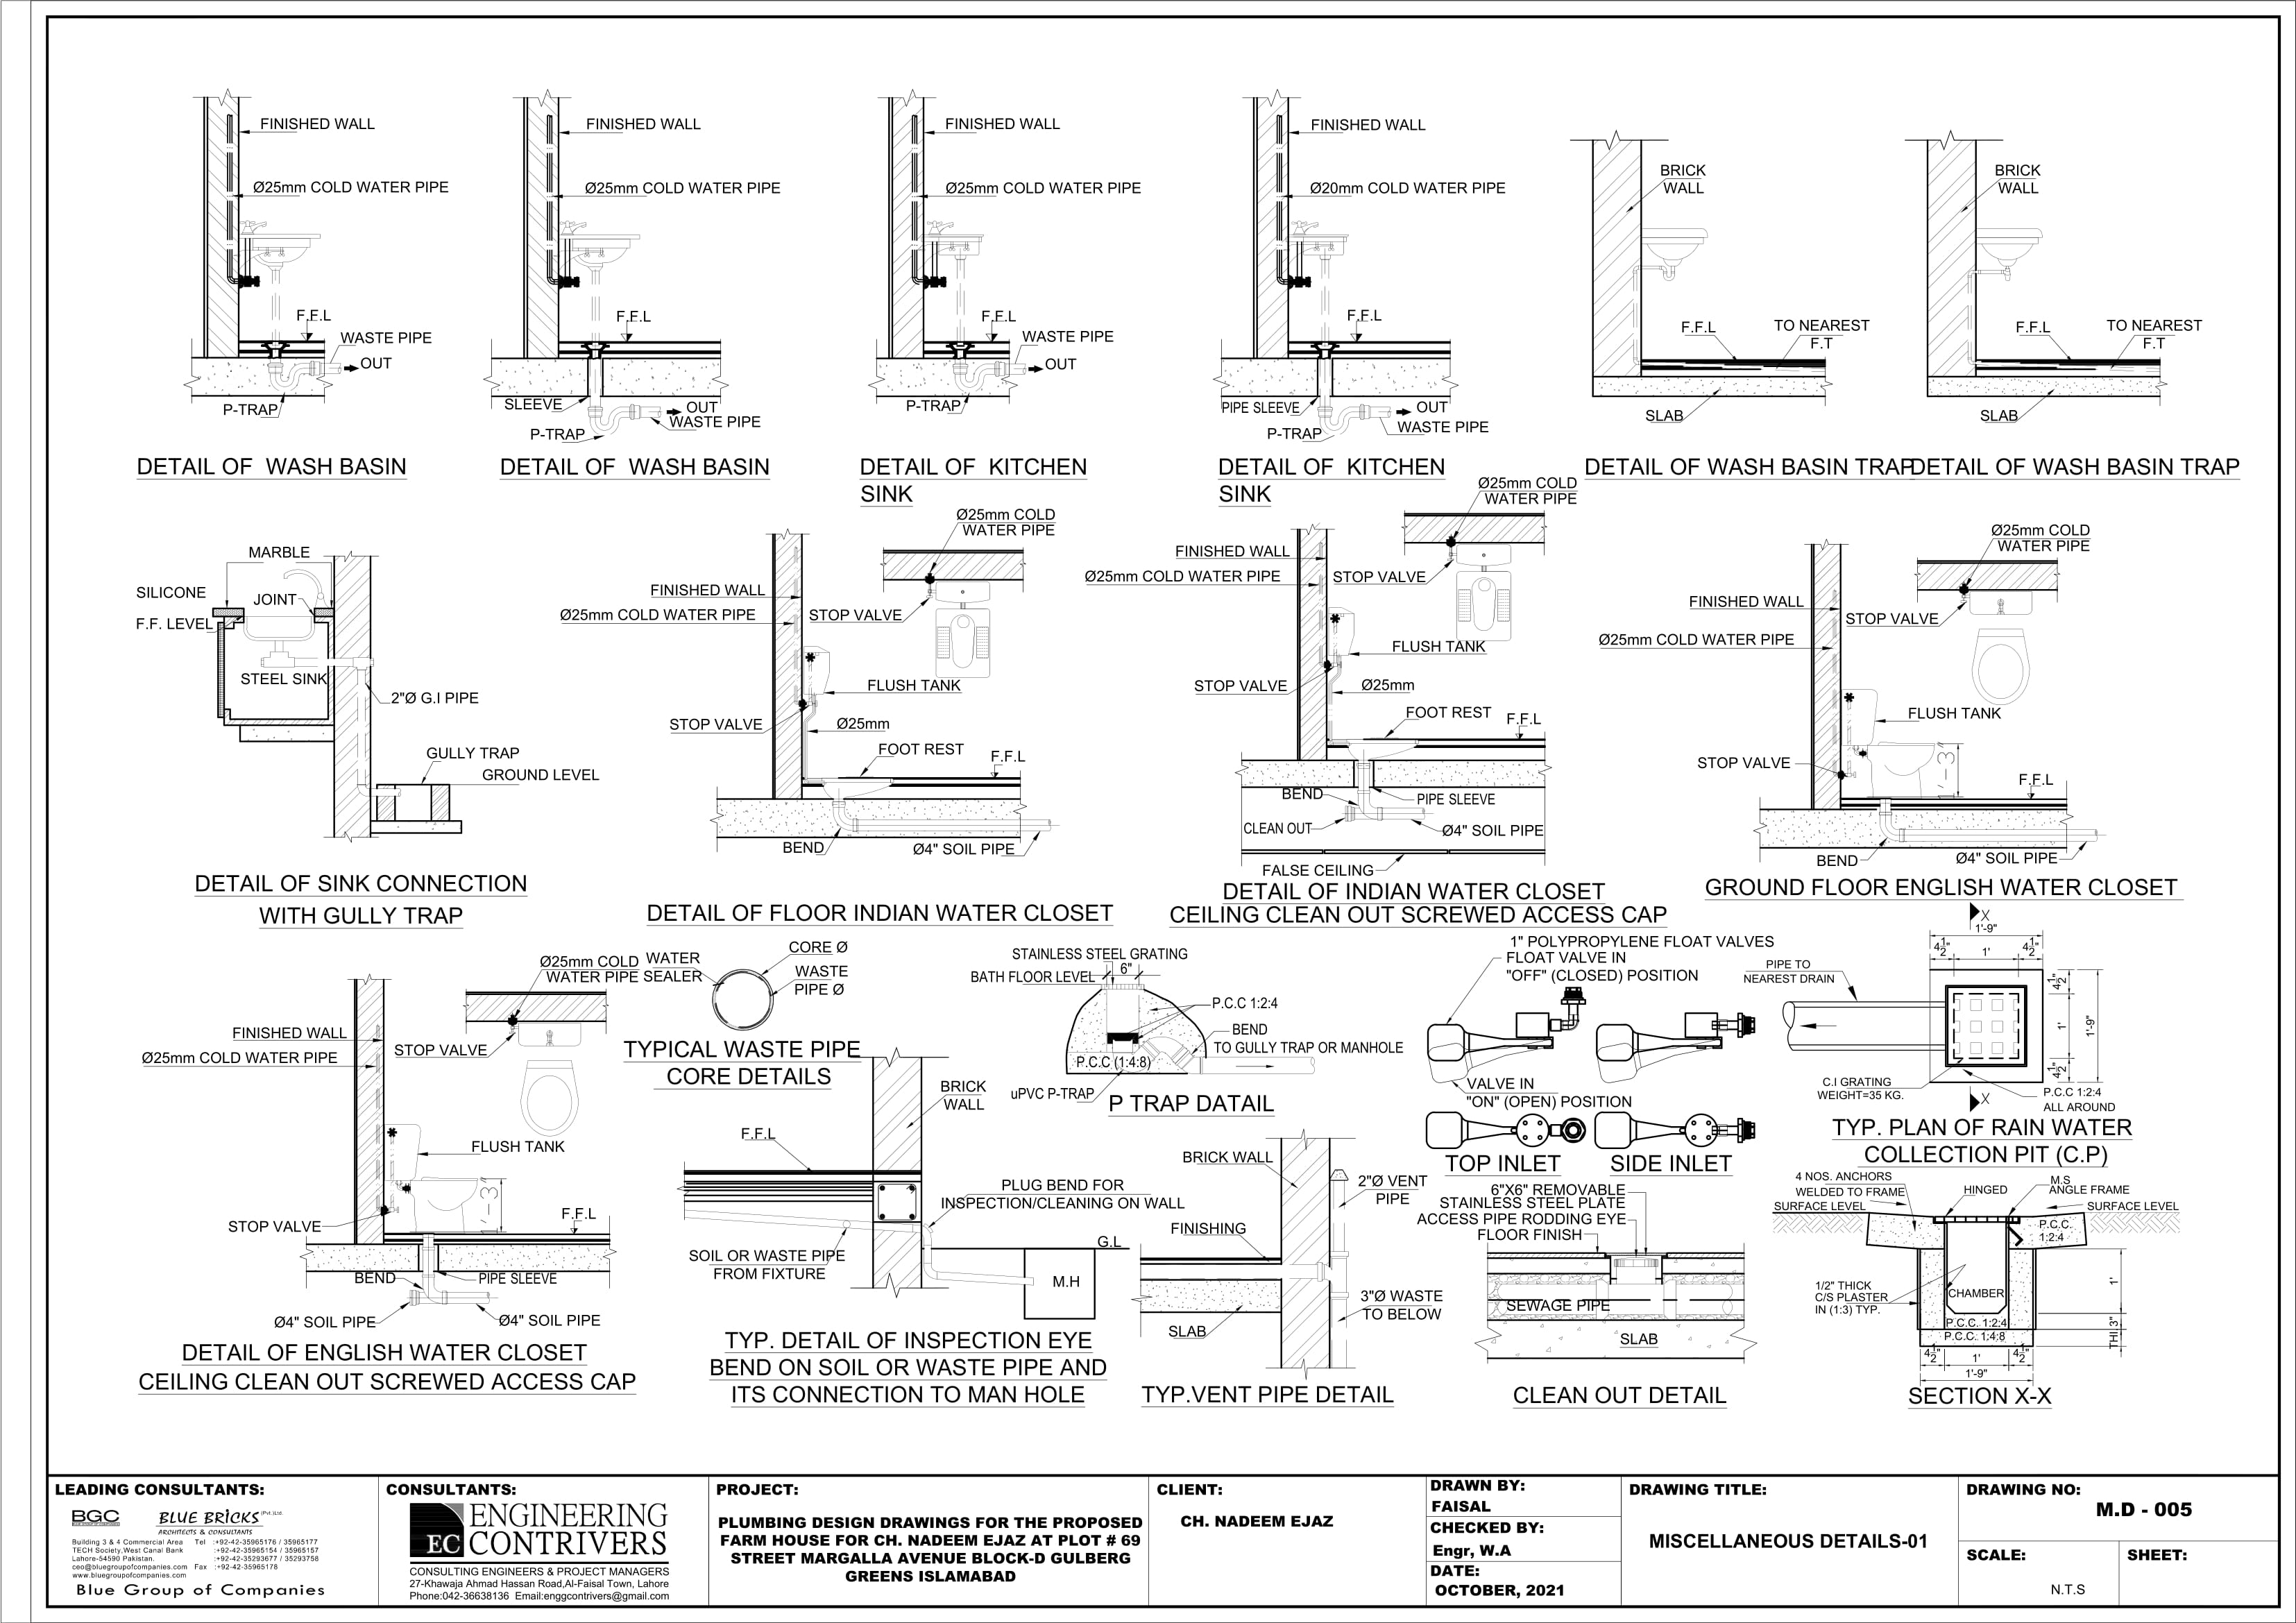 FINISHED WALL
Ø25mm COLD WATER PIPE
F.F.L
WASTE PIPE
OUT
P-TRAP
DETAIL OF WASH BASIN
FINISHED WALL
Ø25mm COLD WATER PIPE
F.F.L
SLEEVE
OUT
WASTE PIPE
P-TRAP
DETAIL OF WASH BASIN
FINISHED WALL
Ø25mm COLD WATER PIPE
F.F.L
WASTE PIPE
OUT
P-TRAP
DETAIL OF KITCHEN
SINK
FINISHED WALL
Ø20mm COLD WATER PIPE
F.F.L
PIPE SLEEVE
OUT
WASTE PIPE
P-TRAP
DETAIL OF KITCHEN
SINK
BRICK
WALL
F.F.L
TO NEAREST
F.T
SLAB
DETAIL OF WASH BASIN TRAP
BRICK
WALL
F.F.L
TO NEAREST
F.T
SLAB
DETAIL OF WASH BASIN TRAP
MARBLE
SILICONE
JOINT
F.F. LEVEL
STEEL SINK
2"Ø G.I PIPE
GULLY TRAP
GROUND LEVEL
DETAIL OF SINK CONNECTION
WITH GULLY TRAP
Ø25mm COLD
WATER PIPE
FINISHED WALL
Ø25mm COLD WATER PIPE
STOP VALVE
FLUSH TANK
STOP VALVE
Ø25mm
FOOT REST
F.F.L
BEND
Ø4" SOIL PIPE
DETAIL OF FLOOR INDIAN WATER CLOSET
Ø25mm COLD
WATER PIPE
FINISHED WALL
Ø25mm COLD WATER PIPE
STOP VALVE
FLUSH TANK
STOP VALVE
Ø25mm
FOOT REST
F.F.L
BEND
PIPE SLEEVE
CLEAN OUT
Ø4" SOIL PIPE
FALSE CEILING
DETAIL OF INDIAN WATER CLOSET
CEILING CLEAN OUT SCREWED ACCESS CAP
Ø25mm COLD
WATER PIPE
FINISHED WALL
STOP VALVE
Ø25mm COLD WATER PIPE
FLUSH TANK
STOP VALVE
1'-3"
F.F.L
BEND
Ø4" SOIL PIPE
GROUND FLOOR ENGLISH WATER CLOSET
Ø25mm COLD
WATER PIPE
FINISHED WALL
STOP VALVE
Ø25mm COLD WATER PIPE
FLUSH TANK
1'-3"
STOP VALVE
F.F.L
BEND
PIPE SLEEVE
Ø4" SOIL PIPE
Ø4" SOIL PIPE
DETAIL OF ENGLISH WATER CLOSET
CEILING CLEAN OUT SCREWED ACCESS CAP
CORE Ø
WATER
SEALER
WASTE
PIPE Ø
TYPICAL WASTE PIPE
CORE DETAILS
STAINLESS STEEL GRATING
6"
BATH FLOOR LEVEL
P.C.C 1:2:4
BEND
TO GULLY TRAP OR MANHOLE
P.C.C (1:4:8)
uPVC P-TRAP
P TRAP DATAIL
BRICK
WALL
F.F.L
PLUG BEND FOR
INSPECTION/CLEANING ON WALL
G.L
SOIL OR WASTE PIPE
FROM FIXTURE
M.H
TYP. DETAIL OF INSPECTION EYE
BEND ON SOIL OR WASTE PIPE AND
ITS CONNECTION TO MAN HOLE
BRICK WALL
2"Ø VENT
PIPE
FINISHING
3"Ø WASTE
TO BELOW
SLAB
TYP.VENT PIPE DETAIL
1" POLYPROPYLENE FLOAT VALVES
FLOAT VALVE IN
"OFF" (CLOSED) POSITION
VALVE IN
"ON" (OPEN) POSITION
TOP INLET
SIDE INLET
6"X6" REMOVABLE
STAINLESS STEEL PLATE
ACCESS PIPE RODDING EYE
FLOOR FINISH
SEWAGE PIPE
SLAB
CLEAN OUT DETAIL
X
1'-9"
4½"
1'
4½"
PIPE TO
NEAREST DRAIN
4½"
1'
1'-9"
4½"
C.I GRATING
WEIGHT=35 KG.
X
P.C.C 1:2:4
ALL AROUND
TYP. PLAN OF RAIN WATER
COLLECTION PIT (C.P)
4 NOS. ANCHORS
WELDED TO FRAME
SURFACE LEVEL
HINGED
M.S
ANGLE FRAME
SURFACE LEVEL
P.C.C.
1:2:4
1/2" THICK
C/S PLASTER
IN (1:3) TYP.
CHAMBER
1'
P.C.C. 1:2:4
P.C.C. 1:4:8
THI 3"
4½"
1'
4½"
1'-9"
SECTION X-X
LEADING CONSULTANTS:
BGC
BLUE BRICKS (Pvt.)Ltd.
ARCHITECTS & CONSULTANTS
Building 3 & 4 Commercial Area Tel :+92-42-35965176 / 35965177
TECH Society,West Canal Bank :+92-42-35965154 / 35965157
Lahore-54590 Pakistan. :+92-42-35293677 / 35293758
ceo@bluegroupofcompanies.com Fax :+92-42-35965178
www.bluegroupofcompanies.com
Blue Group of Companies
CONSULTANTS:
EC
ENGINEERING
CONTRIVERS
CONSULTING ENGINEERS & PROJECT MANAGERS
27-Khawaja Ahmad Hassan Road,Al-Faisal Town, Lahore
Phone:042-36638136 Email:enggcontrivers@gmail.com
PROJECT:
PLUMBING DESIGN DRAWINGS FOR THE PROPOSED
FARM HOUSE FOR CH. NADEEM EJAZ AT PLOT # 69
STREET MARGALLA AVENUE BLOCK-D GULBERG
GREENS ISLAMABAD
CLIENT:
CH. NADEEM EJAZ
DRAWN BY:
FAISAL
CHECKED BY:
Engr, W.A
DATE:
OCTOBER, 2021
DRAWING TITLE:
MISCELLANEOUS DETAILS-01
DRAWING NO:
M.D - 005
SCALE:
N.T.S
SHEET: